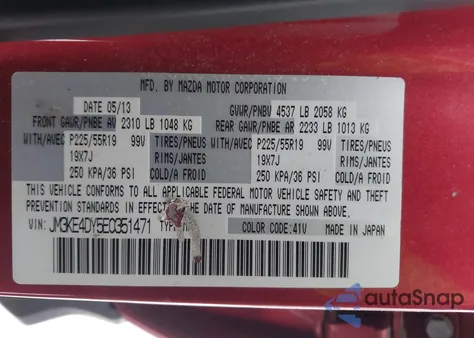 MFD. BY MAZDA MOTOR CORPORATION
DATE 05/13 GVWR/PNBV 4537 LB 2058 KG
FRONT GAWR/PNBE AV 2310 LB 1048 KG REAR GAWR/PNBE AR 2233 LB 1013 KG
WITH/AVEC P225/55R19 99V TIRES/PNEUS WITH/AVEC P225/55R19 99V TIRES/PNEUS
19X7J RIMS/JANTES 19X7J RIMS/JANTES
250 KPA/36 PSI COLD/A FROID 250 KPA/36 PSI COLD/A FROID
THIS VEHICLE CONFORMS TO ALL APPLICABLE FEDERAL MOTOR VEHICLE SAFETY AND THEFT
PREVENTION STANDARDS IN EFFECT ON THE DATE OF MANUFACTURE SHOWN ABOVE.
VIN: JM3KE4DY5E0351471 TYPE: COLOR CODE:41V MADE IN JAPAN
autoSnap